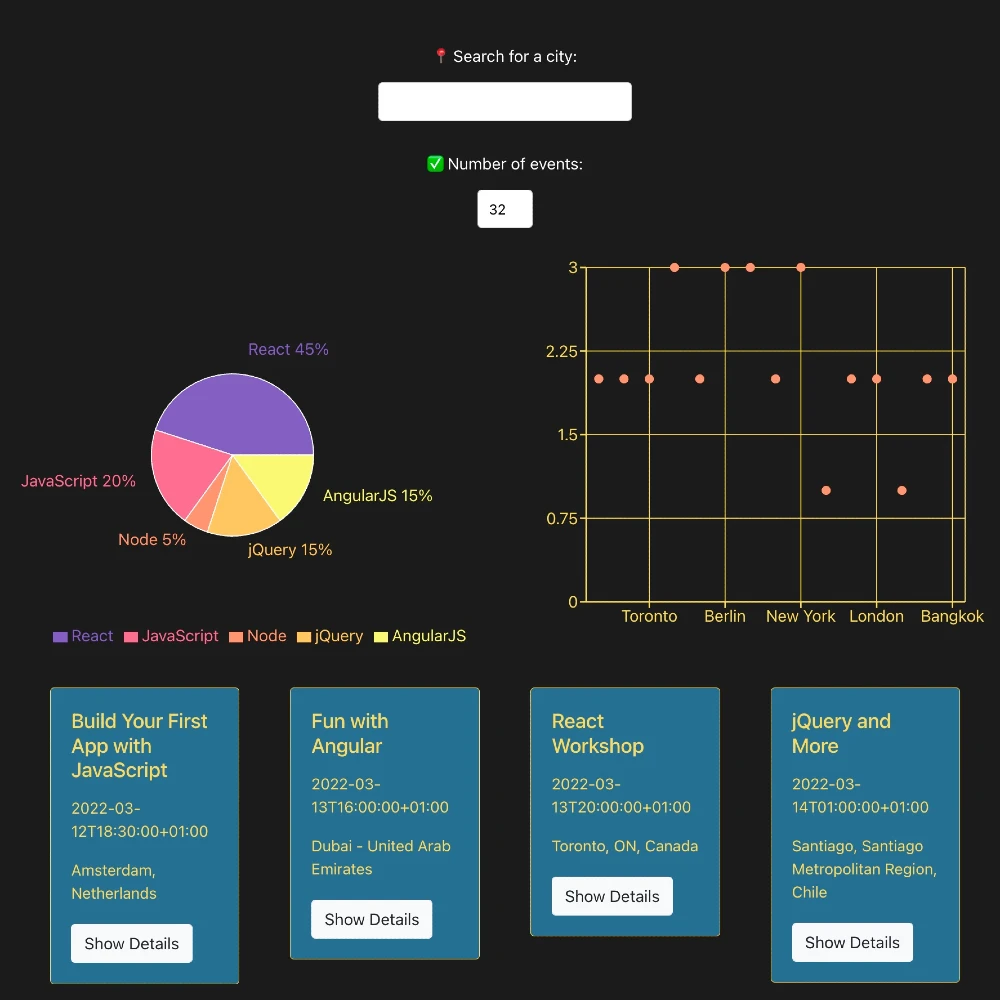 📍 Search for a city:
✅ Number of events:
32
3
2.25
1.5
0.75
0
Toronto Berlin New York London Bangkok
React 45%
JavaScript 20%
AngularJS 15%
Node 5%
jQuery 15%
React JavaScript Node jQuery AngularJS
Build Your First
App with
JavaScript
2022-03-
12T18:30:00+01:00
Amsterdam,
Netherlands
Show Details
Fun with
Angular
2022-03-
13T16:00:00+01:00
Dubai - United Arab
Emirates
Show Details
React
Workshop
2022-03-
13T20:00:00+01:00
Toronto, ON, Canada
Show Details
jQuery and
More
2022-03-
14T01:00:00+01:00
Santiago, Santiago
Metropolitan Region,
Chile
Show Details